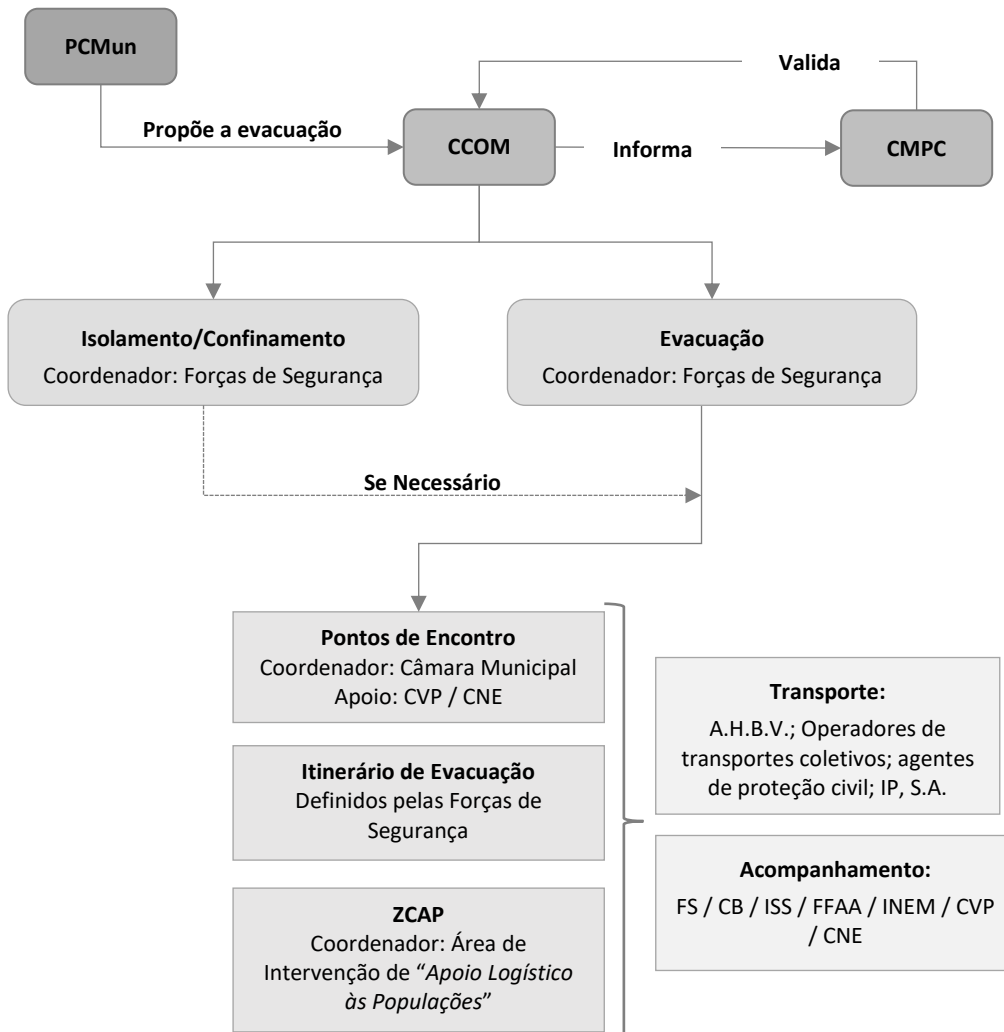 PCMun
Valida
Propõe a evacuação
CCOM
Informa
CMPC
Isolamento/Confinamento
Coordenador: Forças de Segurança
Evacuação
Coordenador: Forças de Segurança
Se Necessário
Pontos de Encontro
Coordenador: Câmara Municipal
Apoio: CVP / CNE
Itinerário de Evacuação
Definidos pelas Forças de
Segurança
ZCAP
Coordenador: Área de
Intervenção de “Apoio Logístico
às Populações”
Transporte:
A.H.B.V.; Operadores de
transportes coletivos; agentes
de proteção civil; IP, S.A.
Acompanhamento:
FS / CB / ISS / FFAA / INEM / CVP
/ CNE